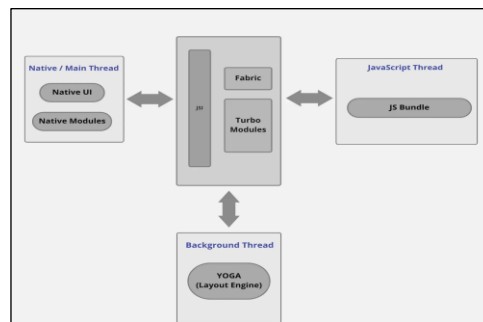 Native / Main Thread
Native UI
Native Modules
JSI
Fabric
Turbo
Modules
JavaScript Thread
JS Bundle
Background Thread
YOGA
(Layout Engine)